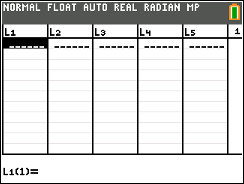 NORMAL FLOAT AUTO REAL RADIAN MP
L1 L2 L3 L4 L5 1
------ ------ ------ ------ ------
L1(1)=